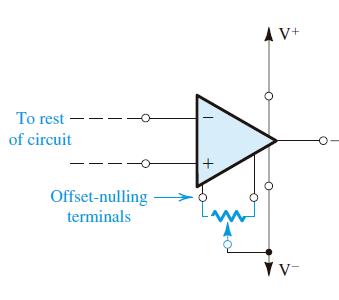 V+
To rest
of circuit
−
+
Offset-nulling
terminals
V−